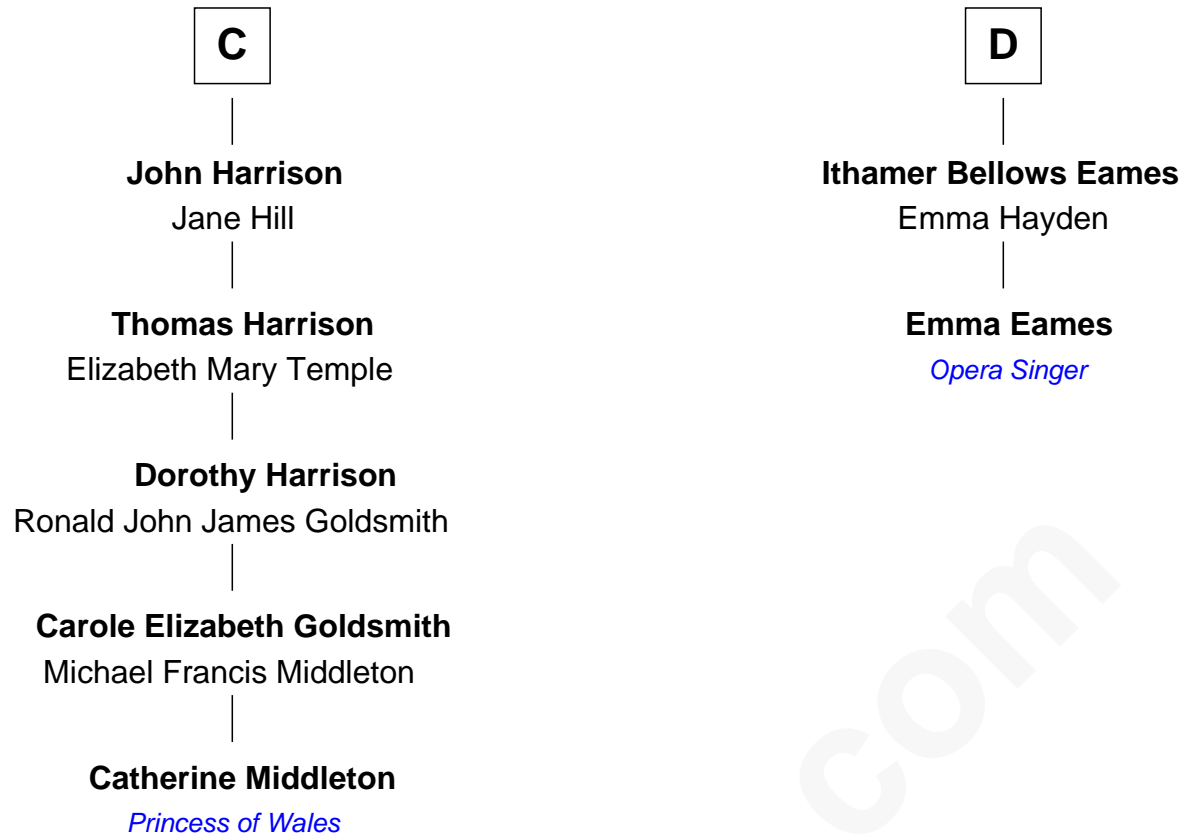 C
John Harrison
Jane Hill
Thomas Harrison
Elizabeth Mary Temple
Dorothy Harrison
Ronald John James Goldsmith
Carole Elizabeth Goldsmith
Michael Francis Middleton
Catherine Middleton
Princess of Wales
D
Ithamer Bellows Eames
Emma Hayden
Emma Eames
Opera Singer
com